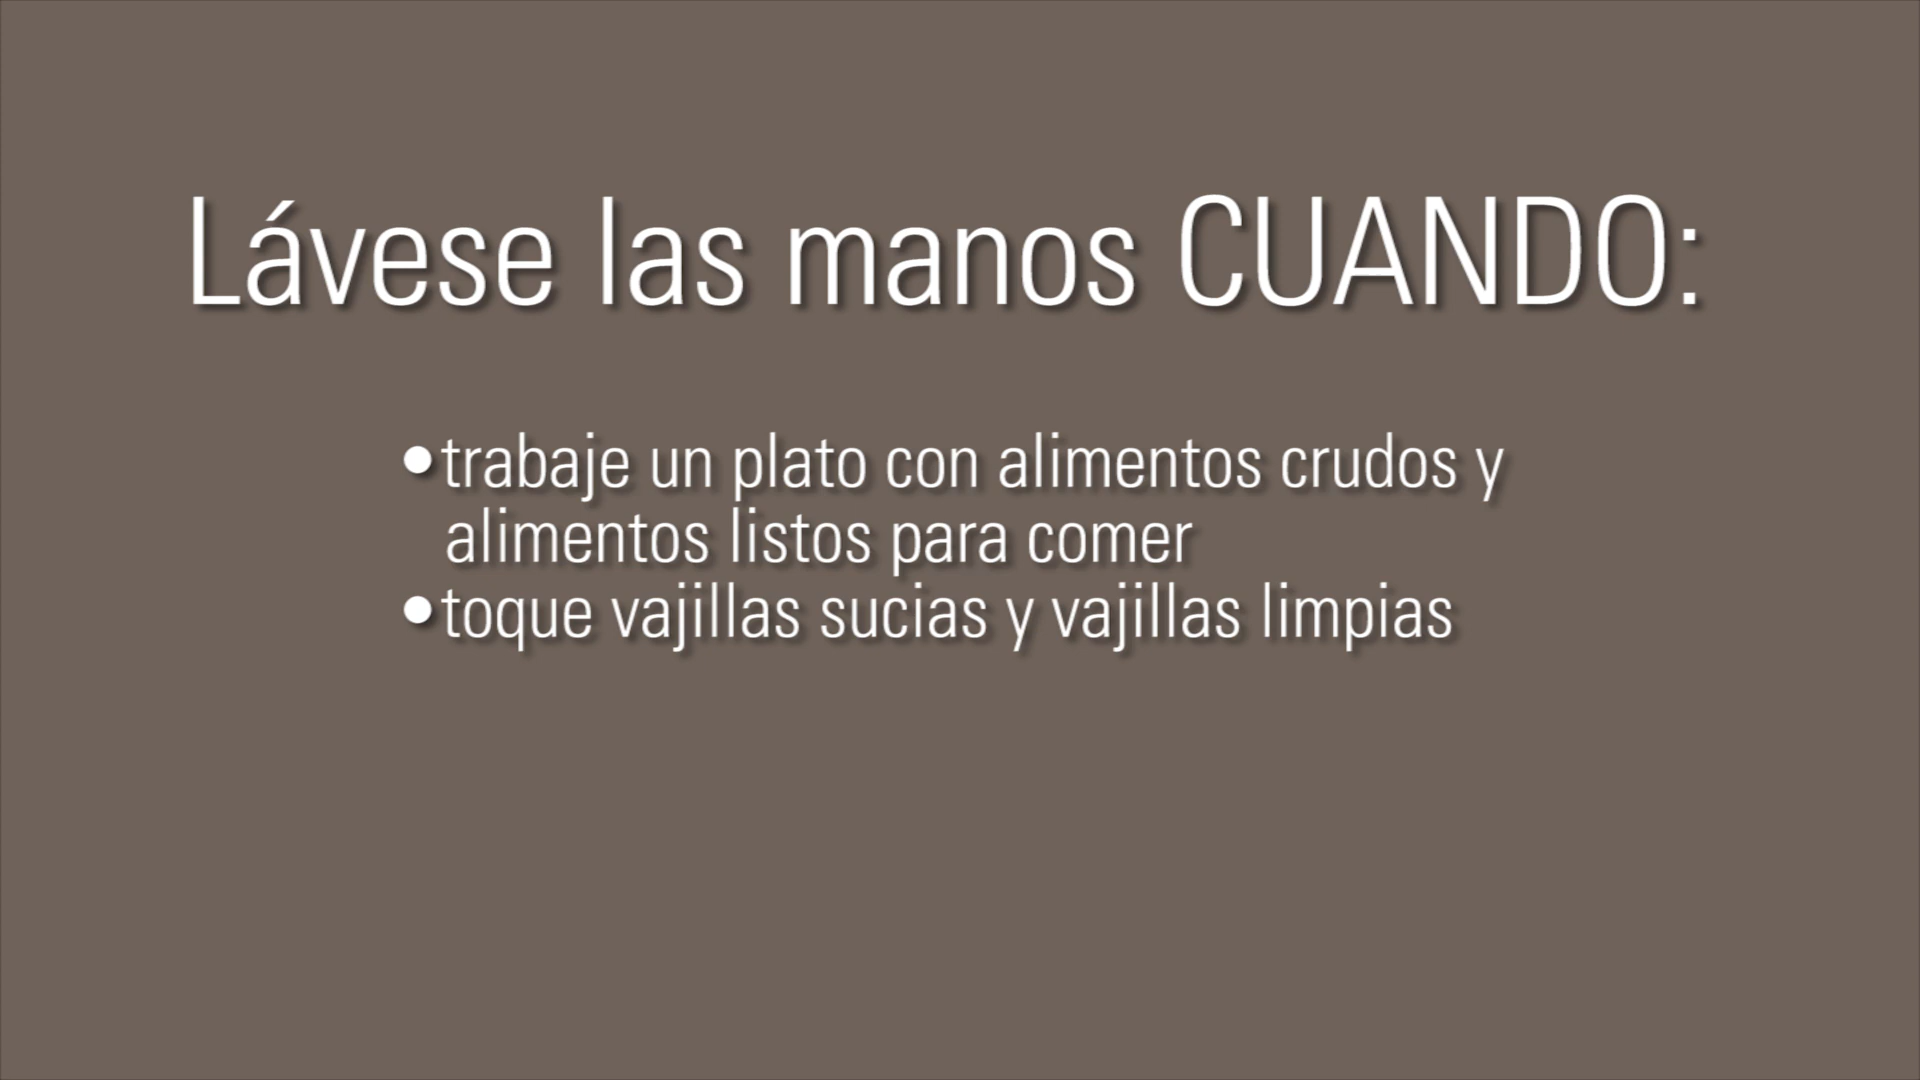 Lávese las manos CUANDO:
•trabaje un plato con alimentos crudos y
alimentos listos para comer
•toque vajillas sucias y vajillas limpias